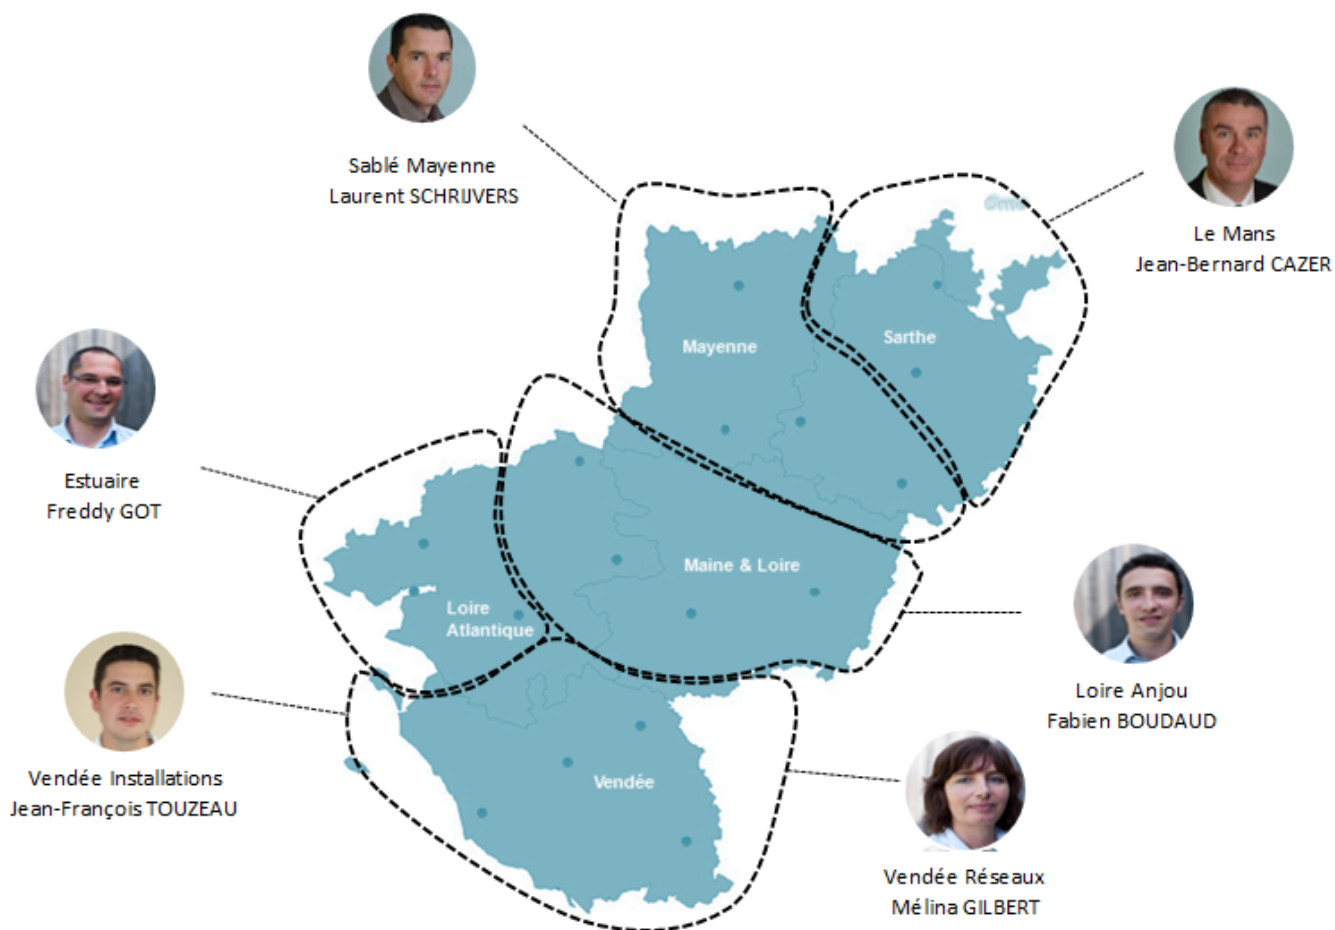 Sablé Mayenne
Laurent SCHRIJVERS
Le Mans
Jean-Bernard CAZER
Orne
Sarthe
Mayenne
Estuaire
Freddy GOT
Maine & Loire
Loire
Atlantique
Loire Anjou
Fabien BOUDAUD
Vendée Installations
Jean-François TOUZEAU
Vendée
Vendée Réseaux
Mélina GILBERT